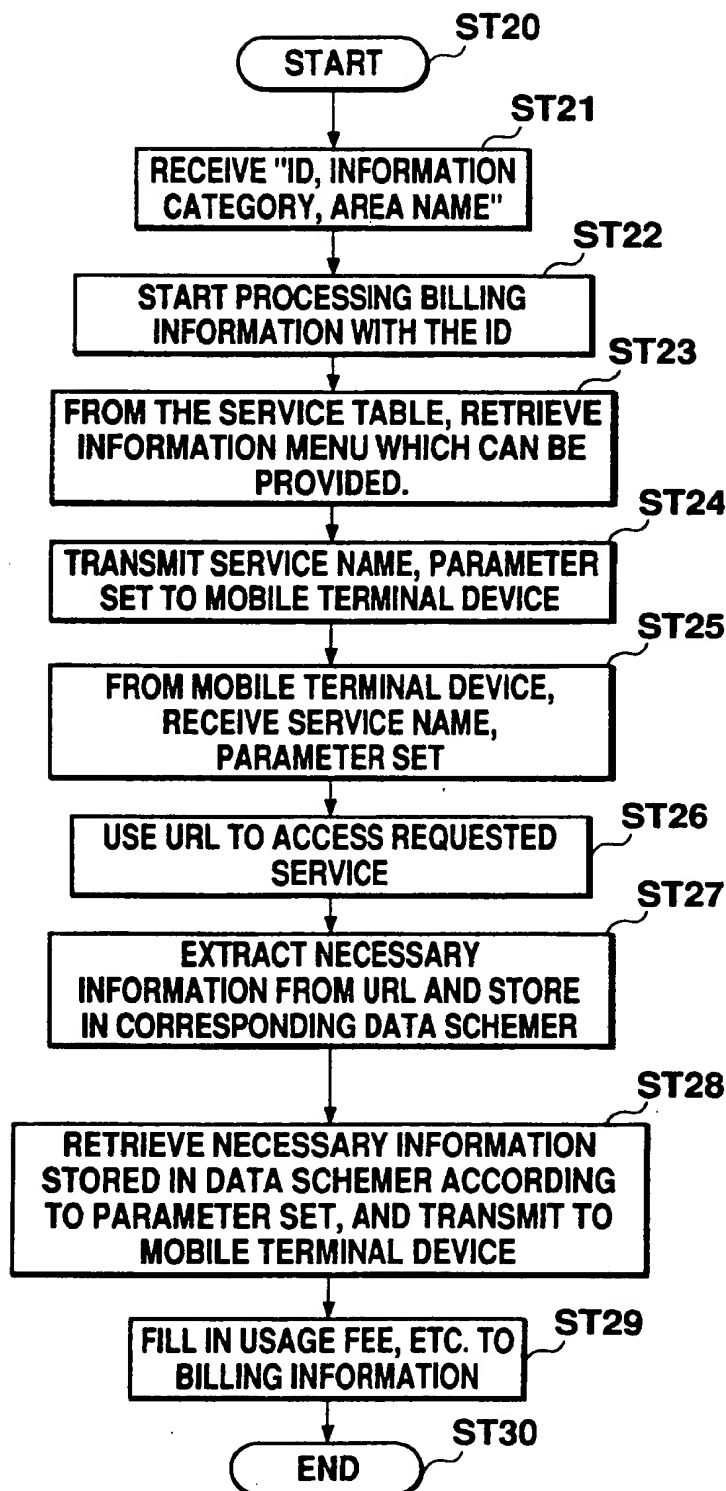 ST20
START
ST21
RECEIVE "ID, INFORMATION
CATEGORY, AREA NAME"
ST22
START PROCESSING BILLING
INFORMATION WITH THE ID
ST23
FROM THE SERVICE TABLE, RETRIEVE
INFORMATION MENU WHICH CAN BE
PROVIDED.
ST24
TRANSMIT SERVICE NAME, PARAMETER
SET TO MOBILE TERMINAL DEVICE
ST25
FROM MOBILE TERMINAL DEVICE,
RECEIVE SERVICE NAME,
PARAMETER SET
ST26
USE URL TO ACCESS REQUESTED
SERVICE
ST27
EXTRACT NECESSARY
INFORMATION FROM URL AND STORE
IN CORRESPONDING DATA SCHEMER
ST28
RETRIEVE NECESSARY INFORMATION
STORED IN DATA SCHEMER ACCORDING
TO PARAMETER SET, AND TRANSMIT TO
MOBILE TERMINAL DEVICE
ST29
FILL IN USAGE FEE, ETC. TO
BILLING INFORMATION
ST30
END